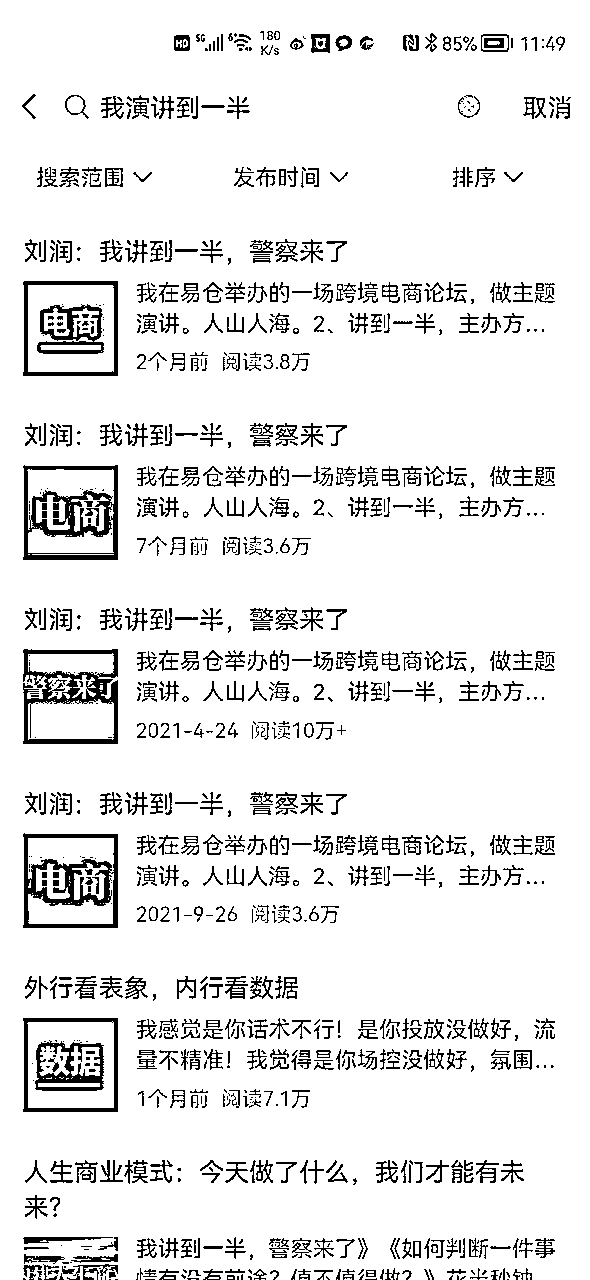 HD 5G 6 180 K/s 85% 11:49
我演讲到一半 取消
搜索范围 发布时间 排序
刘润：我讲到一半，警察来了
电商
我在易仓举办的一场跨境电商论坛，做主题
演讲。人山人海。2、讲到一半，主办方...
2个月前 阅读3.8万
刘润：我讲到一半，警察来了
电商
我在易仓举办的一场跨境电商论坛，做主题
演讲。人山人海。2、讲到一半，主办方...
7个月前 阅读3.6万
刘润：我讲到一半，警察来了
警察来了
我在易仓举办的一场跨境电商论坛，做主题
演讲。人山人海。2、讲到一半，主办方...
2021-4-24 阅读10万+
刘润：我讲到一半，警察来了
电商
我在易仓举办的一场跨境电商论坛，做主题
演讲。人山人海。2、讲到一半，主办方...
2021-9-26 阅读3.6万
外行看表象，内行看数据
数据
我感觉是你话术不行！是你投放没做好，流
量不精准！我觉得是你场控没做好，氛围...
1个月前 阅读7.1万
人生商业模式：今天做了什么，我们才能有未
来？
我讲到一半，警察来了》《如何判断一件事
情有没有前途？值不值得做？》花半秒钟